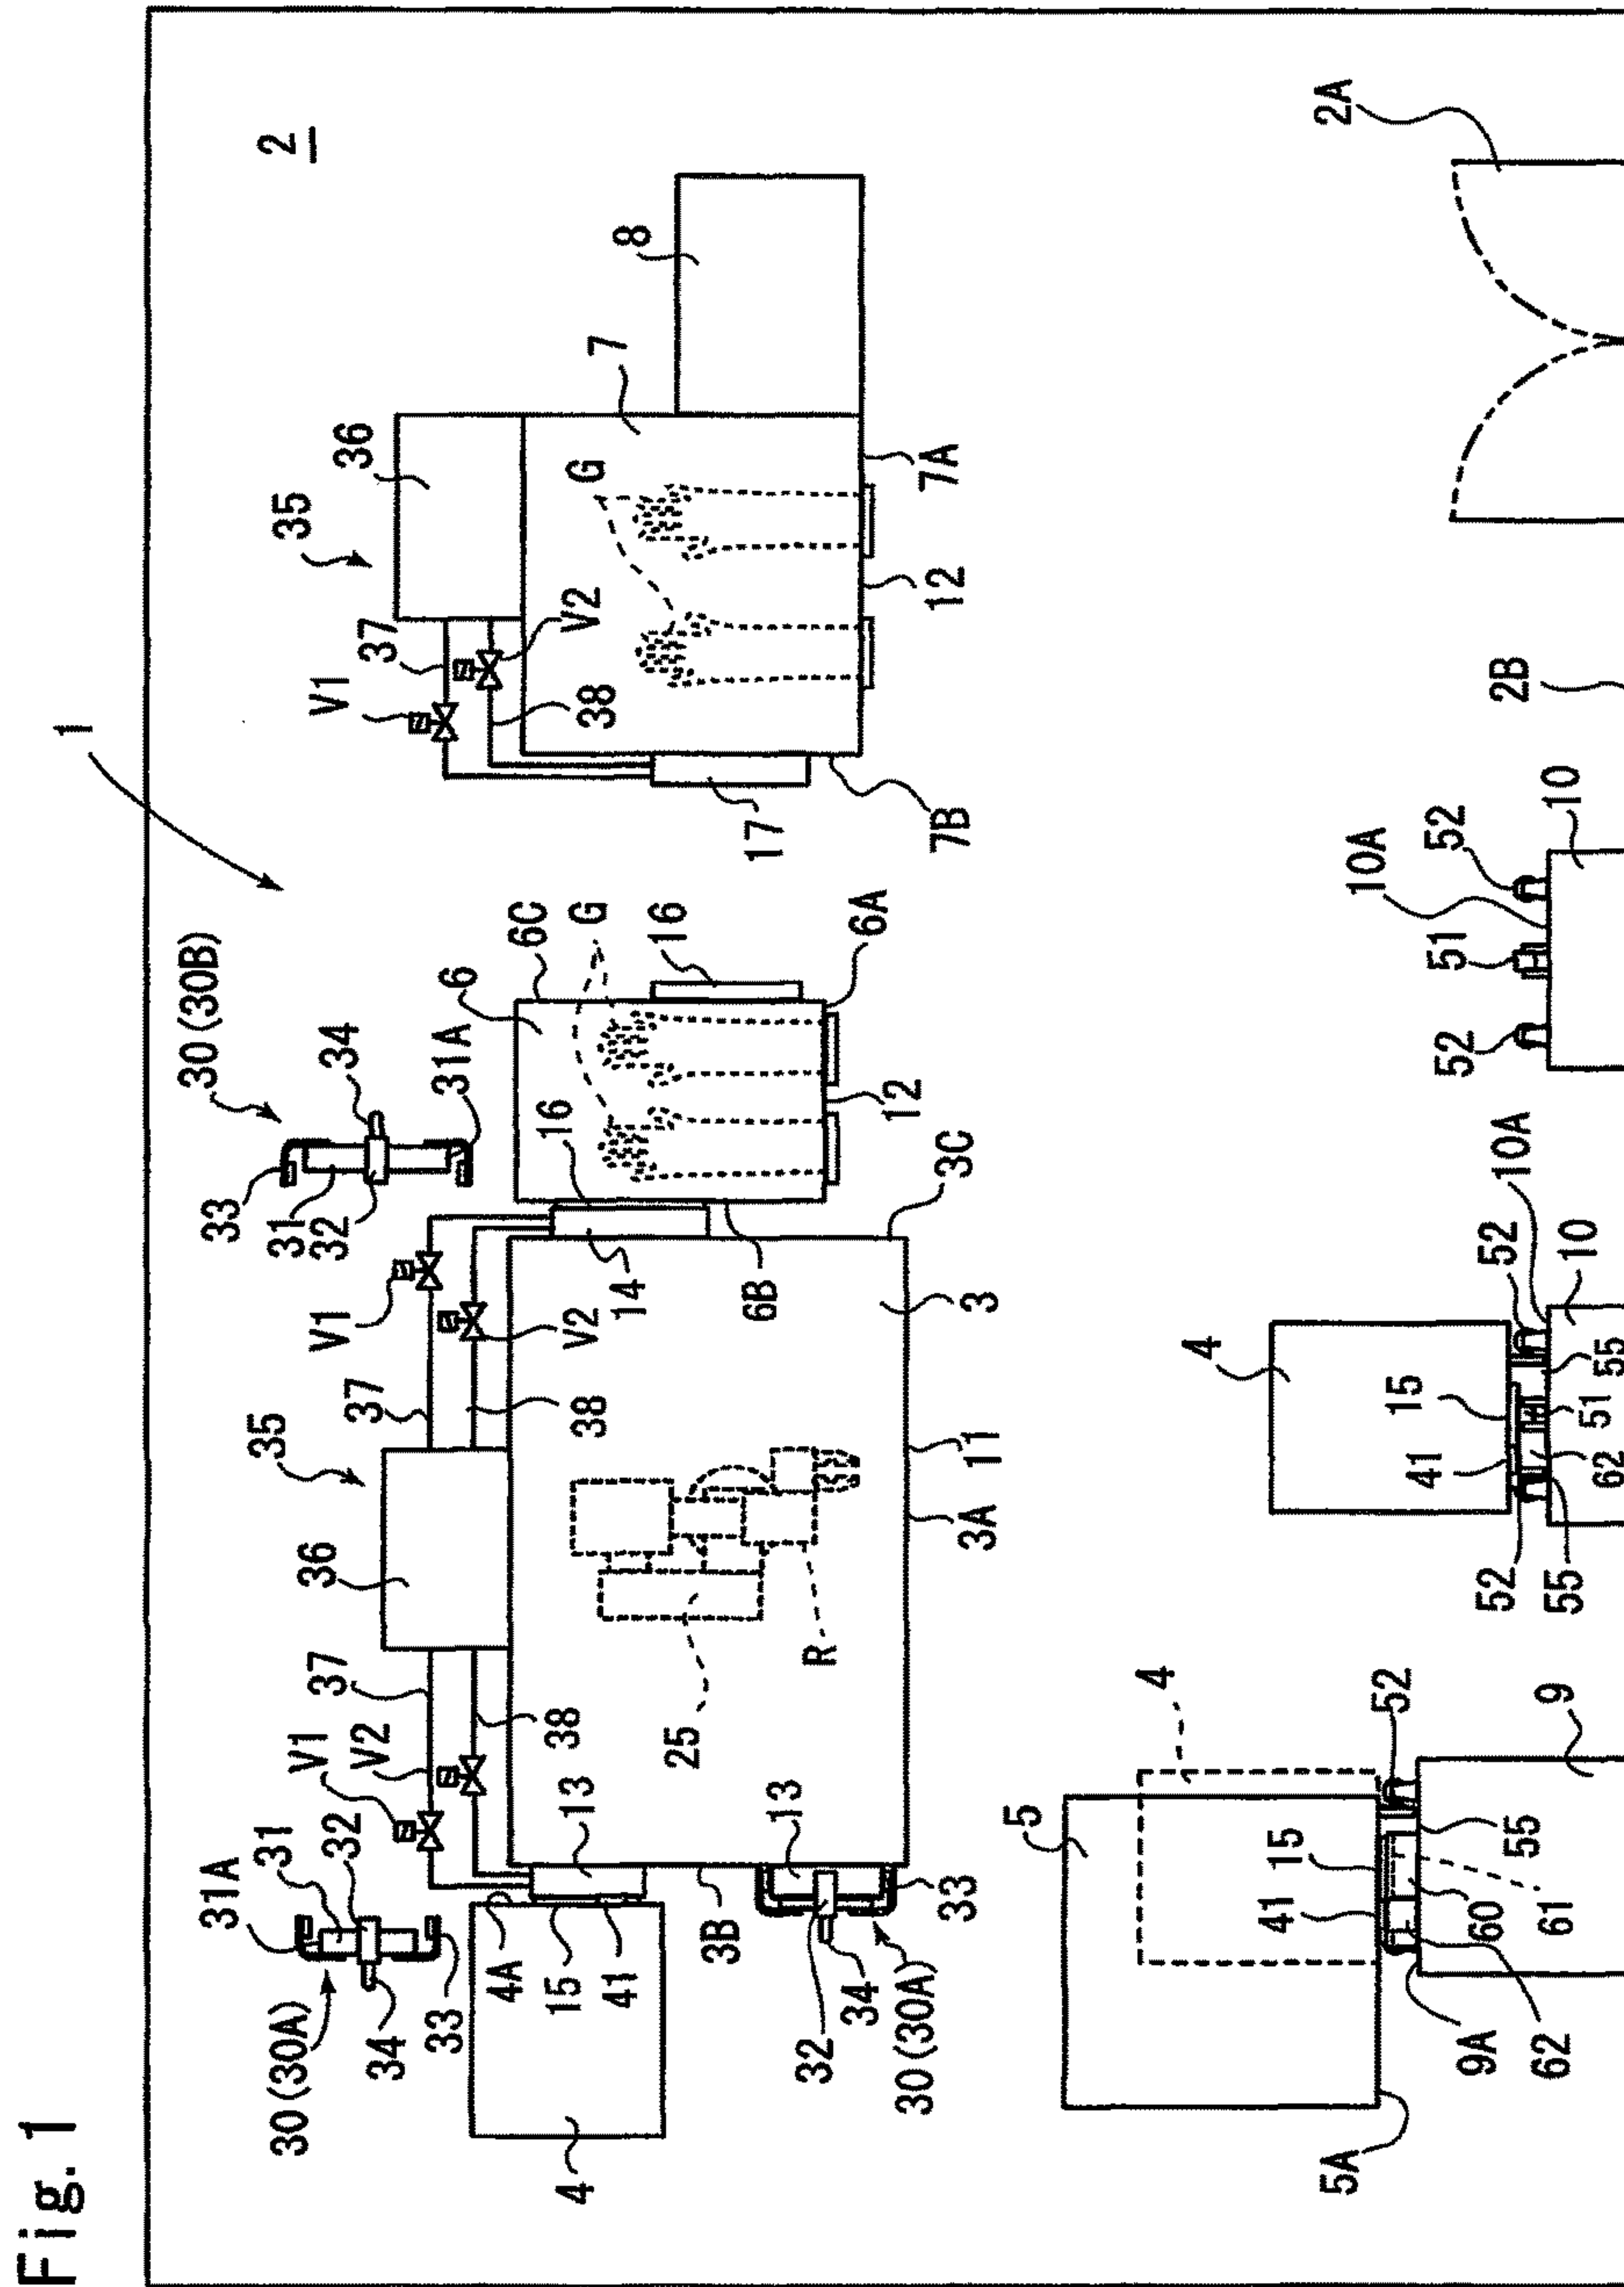 Fig. 1
1
2
30 (30B)
34
33
31
32
31A
35
36
37
V1
V2
38
7
8
G
17
7B
12
7A
6
6C
G
16
6A
16
12
6B
14
3C
V1
V2
37
38
35
36
37
38
V1
V2
31A
31
32
30 (30A)
34
33
4A
15
41
4
13
13
3B
33
34
32
30 (30A)
25
R
3
11
3A
5
4
52
9
15
41
55
60
61
62
9A
5A
4
15
41
52
10A
10
55
51
62
52
55
10A
52
51
52
10
2B
2A